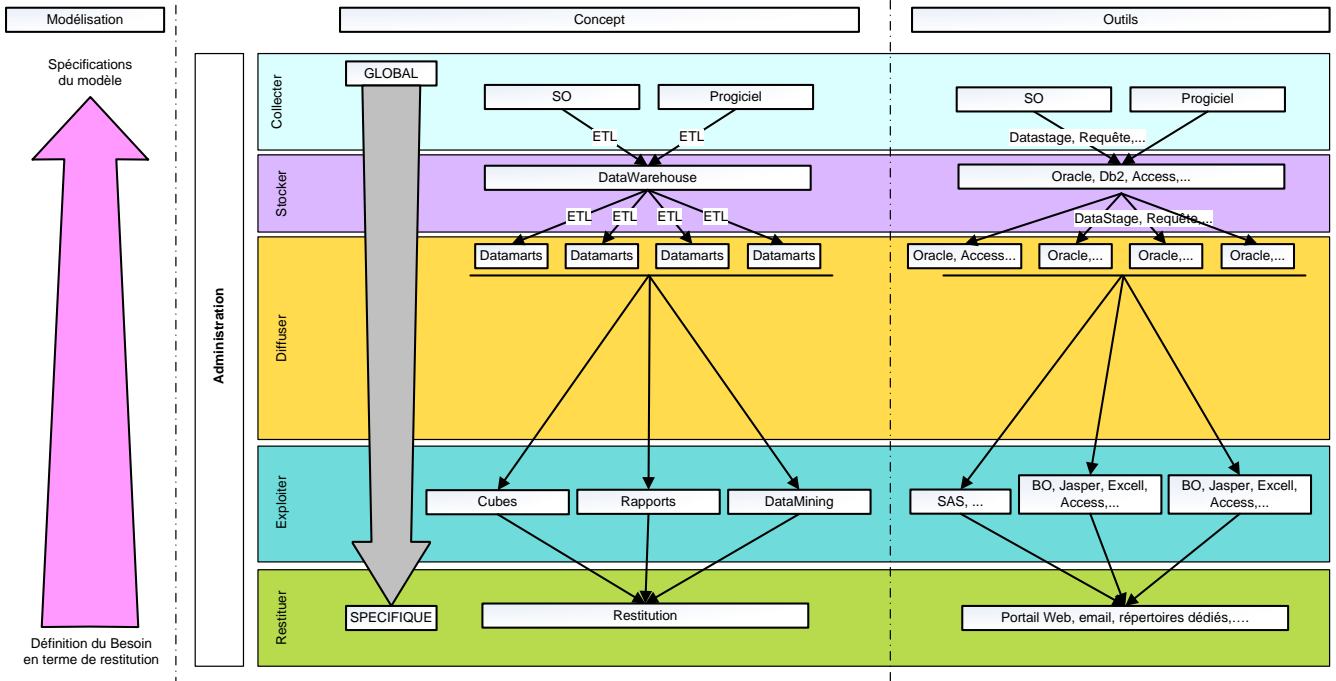 Modélisation
Concept
Outils
Spécifications
du modèle
Définition du Besoin
en terme de restitution
Administration
Collecter
GLOBAL
SO
Progiciel
ETL
ETL
SO
Progiciel
Datastage, Requête,...
Stocker
DataWarehouse
ETL
ETL
ETL
ETL
Oracle, Db2, Access,...
DataStage, Requête,...
Diffuser
Datamarts
Datamarts
Datamarts
Datamarts
Oracle, Access...
Oracle,...
Oracle,...
Oracle,...
Exploiter
Cubes
Rapports
DataMining
SAS, ...
BO, Jasper, Excell,
Access,...
BO, Jasper, Excell,
Access,...
Restituer
SPECIFIQUE
Restitution
Portail Web, email, répertoires dédiés,....